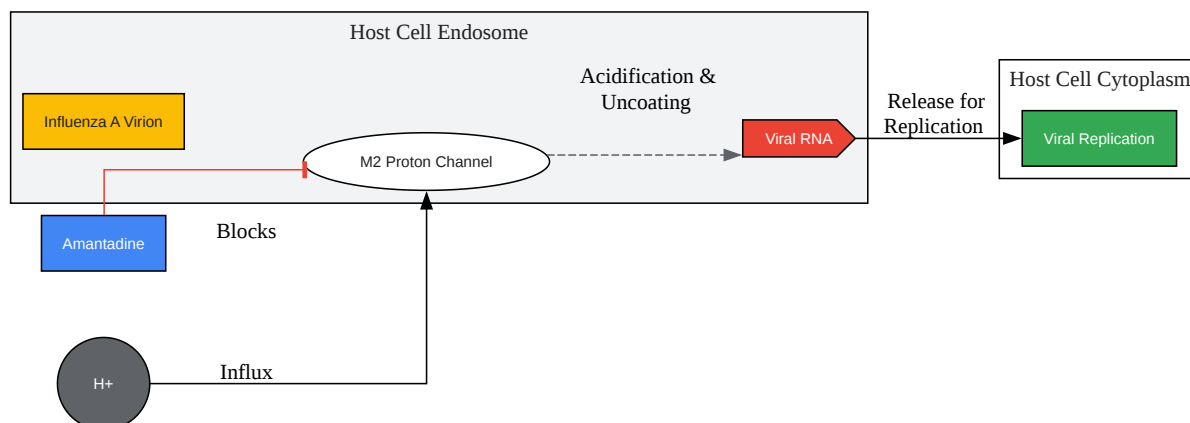 Host Cell Endosome
Acidification &
Uncoating
Host Cell Cytoplasm
Release for
Replication
Influenza A Virion
Viral RNA
Viral Replication
M2 Proton Channel
Amantadine
Blocks
Influx
H+